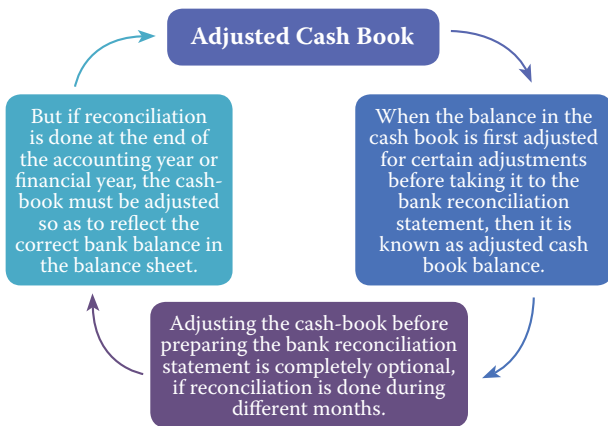 Adjusted Cash Book
When the balance in the
cash book is first adjusted
for certain adjustments
before taking it to the
bank reconciliation
statement, then it is
known as adjusted cash
book balance.
Adjusting the cash-book before
preparing the bank reconciliation
statement is completely optional,
if reconciliation is done during
different months.
But if reconciliation
is done at the end of
the accounting year or
financial year, the cash-
book must be adjusted
so as to reflect the
correct bank balance in
the balance sheet.